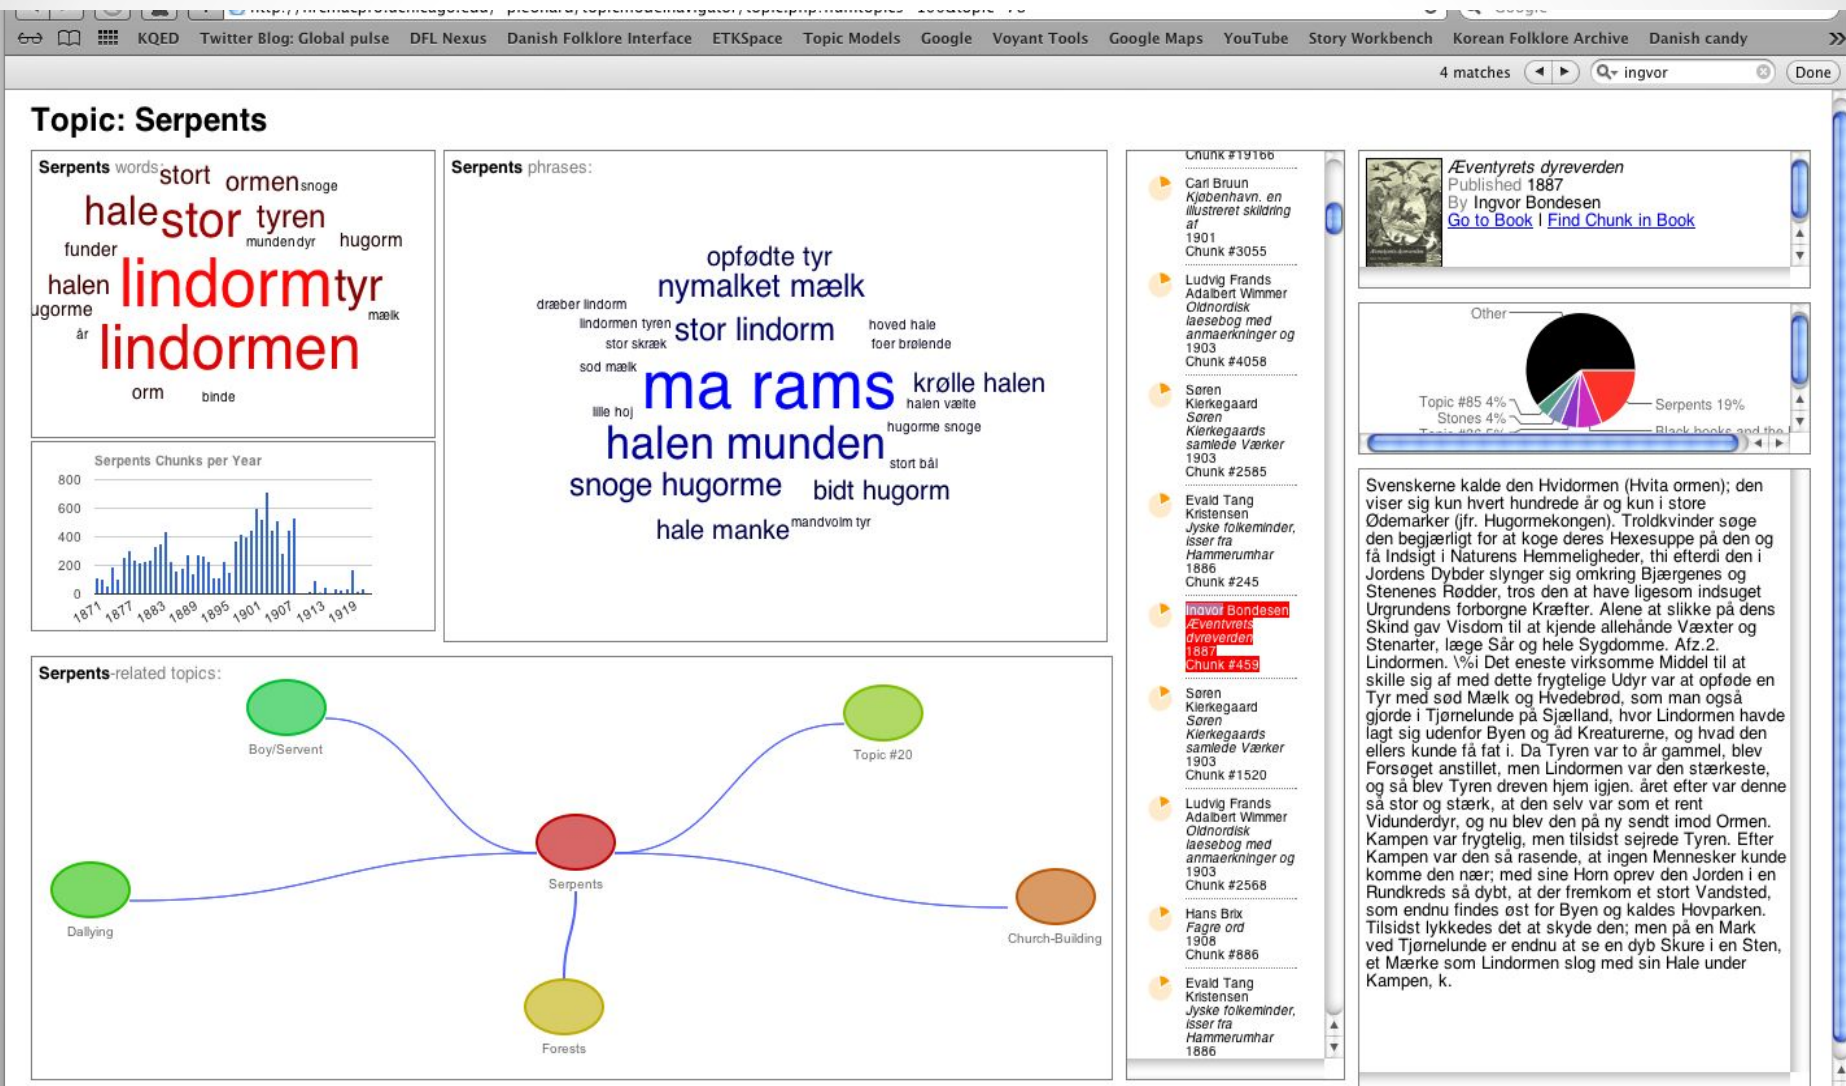 KQED Twitter Blog: Global pulse DFL Nexus Danish Folklore Interface ETKSpace Topic Models Google Voyant Tools Google Maps YouTube Story Workbench Korean Folklore Archive Danish candy
4 matches ingvor Done
Topic: Serpents
Serpents words:
stort ormen snoge
hale stor tyren
funder munden dyr hugorm
halen lindorm tyr
ugorme mælk
år lindormen
orm binde
Serpents Chunks per Year
800
600
400
200
0
1871 1877 1883 1889 1895 1901 1907 1913 1919
Serpents phrases:
opfødte tyr
nymalket mælk
dræber lindorm
lindormen tyren stor lindorm hoved hale
stor skræk foer brølende
sod mælk
ma rams krølle halen
lille hoj halen vælte
halen munden hugorme snoge
stort bål
snoge hugorme bidt hugorm
hale manke mandvolm tyr
Serpents-related topics:
Boy/Servent
Topic #20
Serpents
Dallying
Church-Building
Forests
Chunk #19166
Carl Bruun
Kjøbenhavn. en
illustreret skildring
af
1901
Chunk #3055
Ludvig Frands
Adalbert Wimmer
Oldnordisk
laesebog med
anmaerkninger og
1903
Chunk #4058
Søren
Kierkegaard
Søren
Kierkegaards
samlede Værker
1903
Chunk #2585
Evald Tang
Kristensen
Jyske folkeminder,
isser fra
Hammerumhar
1886
Chunk #245
Ingvor Bondesen
Æventyrets
dyreverden
1887
Chunk #459
Søren
Kierkegaard
Søren
Kierkegaards
samlede Værker
1903
Chunk #1520
Ludvig Frands
Adalbert Wimmer
Oldnordisk
laesebog med
anmaerkninger og
1903
Chunk #2568
Hans Brix
Fagre ord
1908
Chunk #886
Evald Tang
Kristensen
Jyske folkeminder,
isser fra
Hammerumhar
1886
Æventyrets dyreverden
Published 1887
By Ingvor Bondesen
Go to Book | Find Chunk in Book
Other
Topic #85 4%
Stones 4%
Serpents 19%
Black books and the
Svenskerne kalde den Hvidormen (Hvita ormen); den
viser sig kun hvert hundrede år og kun i store
Ødemarker (jfr. Hugormekongen). Troldkvinder søge
den begjærligt for at koge deres Hexesuppe på den og
få Indsigt i Naturens Hemmeligheder, thi efterdi den i
Jordens Dybder slynger sig omkring Bjærgenes og
Stenenes Rødder, tros den at have ligesom indsuget
Urgrundens forborgne Kræfter. Alene at slikke på dens
Skind gav Visdom til at kjende allehånde Væxter og
Stenarter, læge Sår og hele Sygdomme. Afz.2.
Lindormen. \%i Det eneste virksomme Middel til at
skille sig af med dette frygtelige Udyr var at opføde en
Tyr med sød Mælk og Hvedebrød, som man også
gjorde i Tjørnelunde på Sjælland, hvor Lindormen havde
lagt sig udenfor Byen og åd Kreaturerne, og hvad den
ellers kunde få fat i. Da Tyren var to år gammel, blev
Forsøget anstillet, men Lindormen var den stærkeste,
og så blev Tyren dreven hjem igjen. året efter var denne
så stor og stærk, at den selv var som et rent
Vidunderdyr, og nu blev den på ny sendt imod Ormen.
Kampen var frygtelig, men tilsidst sejrede Tyren. Efter
Kampen var den så rasende, at ingen Mennesker kunde
komme den nær; med sine Horn oprev den Jorden i en
Rundkreds så dybt, at der fremkom et stort Vandsted,
som endnu findes øst for Byen og kaldes Hovparken.
Tilsidst lykkedes det at skyde den; men på en Mark
ved Tjørnelunde er endnu at se en dyb Skure i en Sten,
et Mærke som Lindormen slog med sin Hale under
Kampen, k.